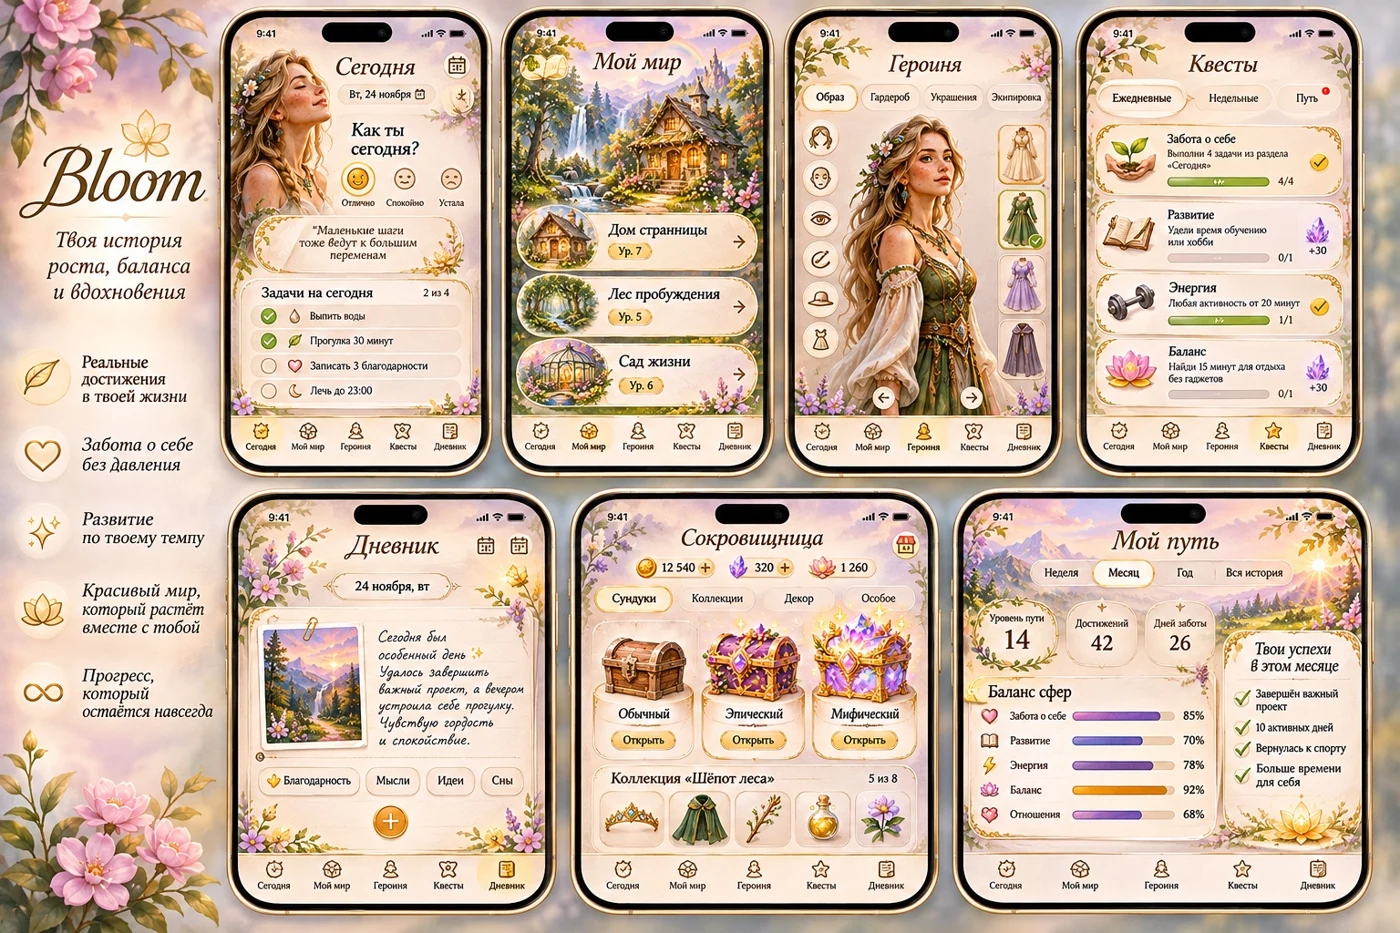 Bloom
Твоя история
роста, баланса
и вдохновения
Реальные
достижения
в твоей жизни
Забота о себе
без давления
Развитие
по твоему темпу
Красивый мир,
который растёт
вместе с тобой
Прогресс,
который
остаётся навсегда
9:41
Сегодня
Вт, 24 ноября
Как ты
сегодня?
Отлично
Спокойно
Устала
"Маленькие шаги
тоже ведут к большим
переменам
Задачи на сегодня
2 из 4
Выпить воды
Прогулка 30 минут
Записать 3 благодарности
Лечь до 23:00
Сегодня
Мой мир
Героиня
Квесты
Дневник
9:41
Мой мир
Дом странницы
Ур. 7
Лес пробуждения
Ур. 5
Сад жизни
Ур. 6
Сегодня
Мой мир
Героиня
Квесты
Дневник
9:41
Героиня
Образ
Гардероб
Украшения
Экипировка
Сегодня
Мой мир
Героиня
Квесты
Дневник
9:41
Квесты
Ежедневные
Недельные
Путь
Забота о себе
Выполни 4 задачи из раздела
«Сегодня»
4/4
Развитие
Удели время обучению
или хобби
0/1
+30
Энергия
Любая активность от 20 минут
1/1
Баланс
Найди 15 минут для отдыха
без гаджетов
0/1
+30
Сегодня
Мой мир
Героиня
Квесты
Дневник
9:41
Дневник
24 ноября, вт
Сегодня был
особенный день
Удалось завершить
важный проект, а вечером
устроила себе прогулку.
Чувствую гордость
и спокойствие.
Благодарность
Мысли
Идеи
Сны
Сегодня
Мой мир
Героиня
Квесты
Дневник
9:41
Сокровищница
12 540 +
320 +
1 260
Сундуки
Коллекции
Декор
Особое
Обычный
Открыть
Эпический
Открыть
Мифический
Открыть
Коллекция «Шёпот леса»
5 из 8
Сегодня
Мой мир
Героиня
Квесты
Дневник
9:41
Мой путь
Неделя
Месяц
Год
Вся история
Уровень пути
14
Достижений
42
Дней заботы
26
Баланс сфер
Забота о себе
85%
Развитие
70%
Энергия
78%
Баланс
92%
Отношения
68%
Твои успехи
в этом месяце
Завершён важный
проект
10 активных дней
Вернулась к спорту
Больше времени
для себя
Сегодня
Мой мир
Героиня
Квесты
Дневник